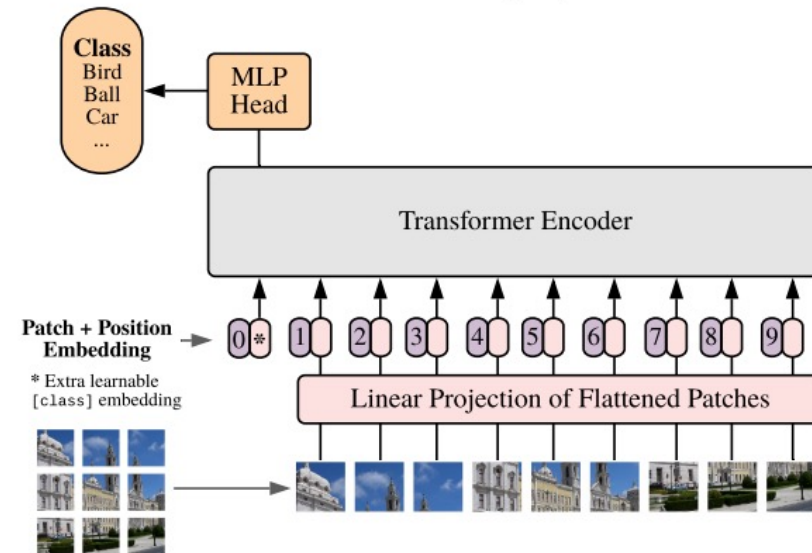 Class
Bird
Ball
Car
...
MLP
Head
Transformer Encoder
Patch + Position
Embedding
0 * 1 2 3 4 5 6 7 8 9
* Extra learnable
[class] embedding
Linear Projection of Flattened Patches